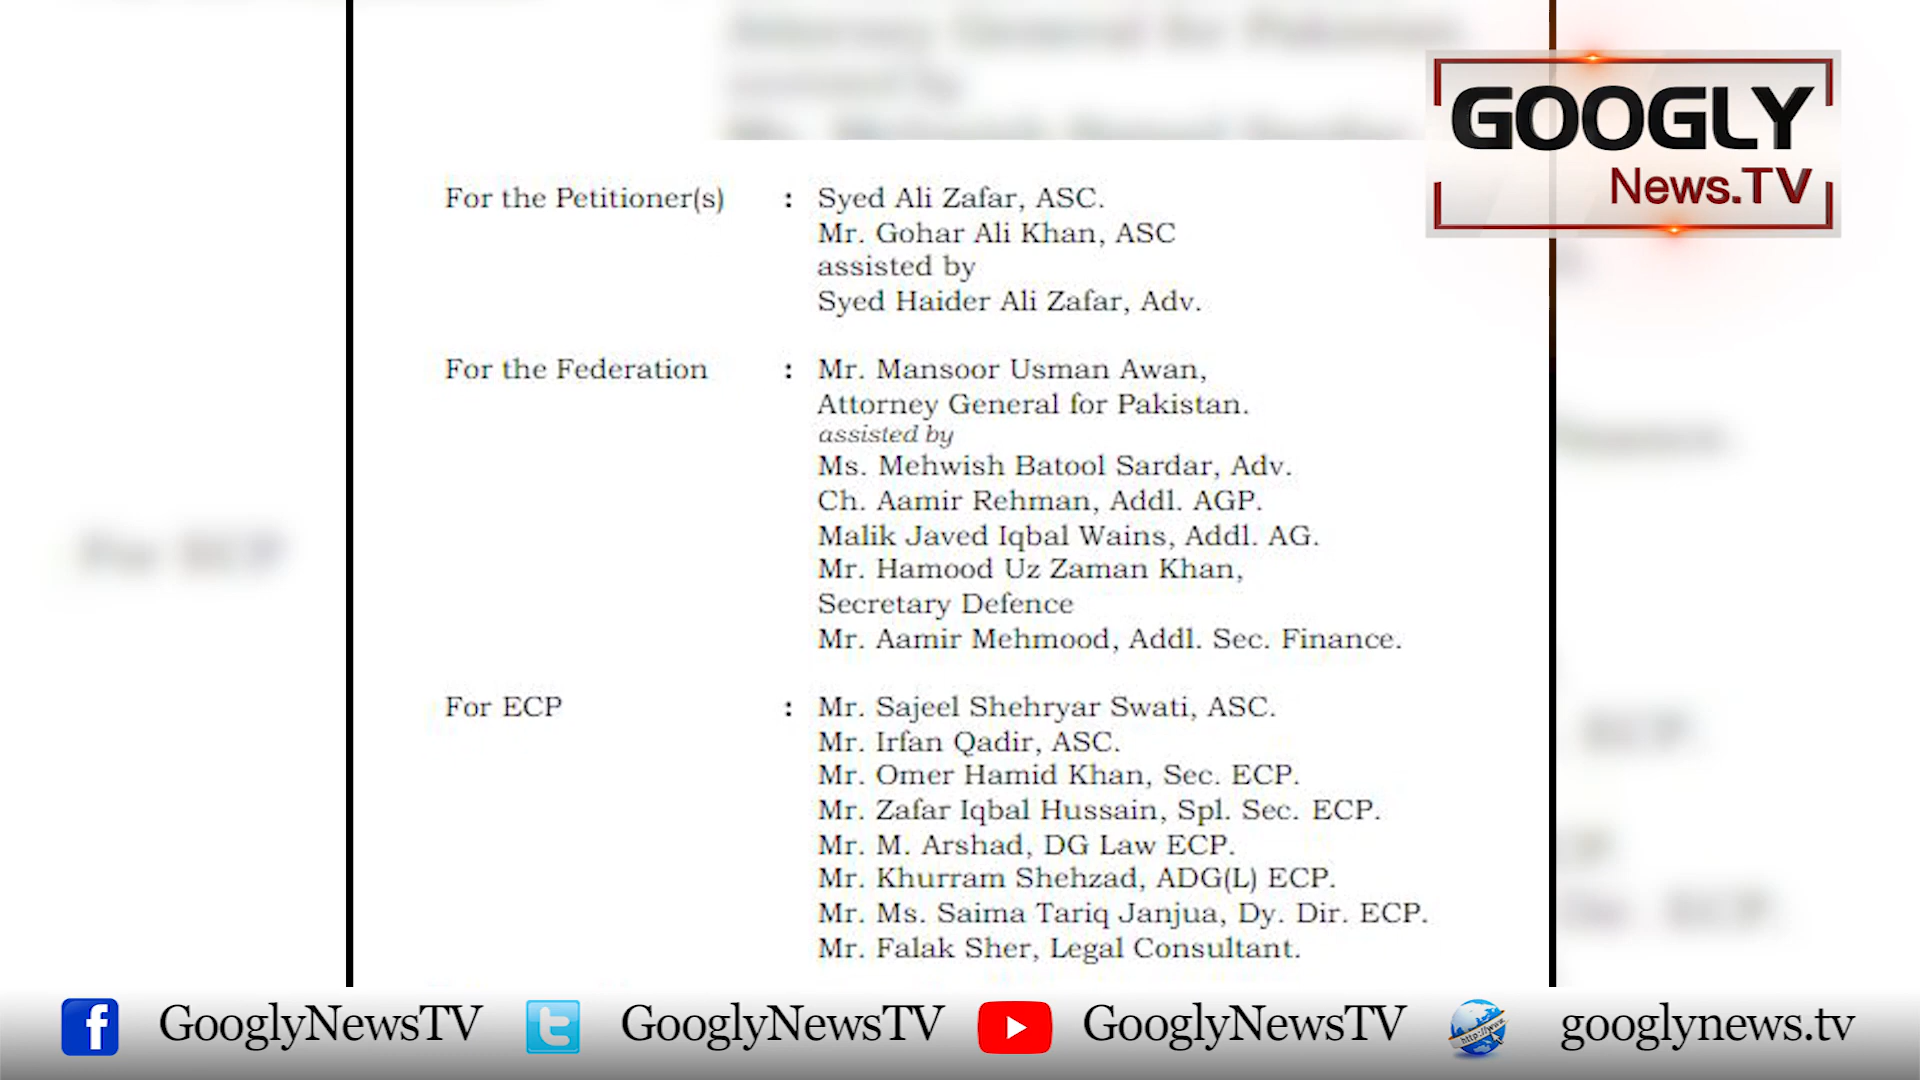 GOOGLY
News.TV
For the Petitioner(s) : Syed Ali Zafar, ASC.
Mr. Gohar Ali Khan, ASC
assisted by
Syed Haider Ali Zafar, Adv.
For the Federation : Mr. Mansoor Usman Awan,
Attorney General for Pakistan.
assisted by
Ms. Mehwish Batool Sardar, Adv.
Ch. Aamir Rehman, Addl. AGP.
Malik Javed Iqbal Wains, Addl. AG.
Mr. Hamood Uz Zaman Khan,
Secretary Defence
Mr. Aamir Mehmood, Addl. Sec. Finance.
For ECP : Mr. Sajeel Shehryar Swati, ASC.
Mr. Irfan Qadir, ASC.
Mr. Omer Hamid Khan, Sec. ECP.
Mr. Zafar Iqbal Hussain, Spl. Sec. ECP.
Mr. M. Arshad, DG Law ECP.
Mr. Khurram Shehzad, ADG(L) ECP.
Mr. Ms. Saima Tariq Janjua, Dy. Dir. ECP.
Mr. Falak Sher, Legal Consultant.
GooglyNewsTV GooglyNewsTV GooglyNewsTV googlynews.tv